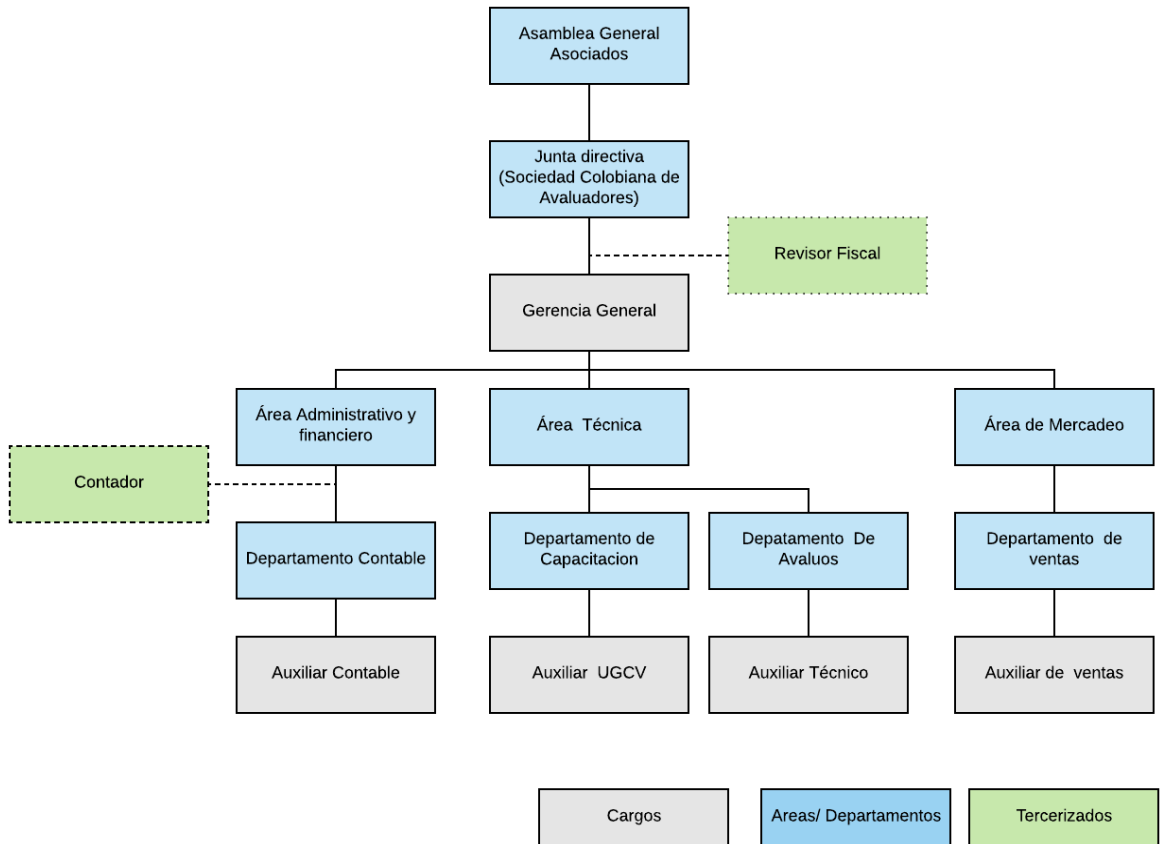 Asamblea General
Asociados
Junta directiva
(Sociedad Colobiana de
Avaluadores)
Revisor Fiscal
Gerencia General
Área Administrativo y
financiero
Área Técnica
Área de Mercadeo
Contador
Departamento Contable
Departamento de
Capacitacion
Depatamento De
Avaluos
Departamento de
ventas
Auxiliar Contable
Auxiliar UGCV
Auxiliar Técnico
Auxiliar de ventas
Cargos
Areas/ Departamentos
Tercerizados